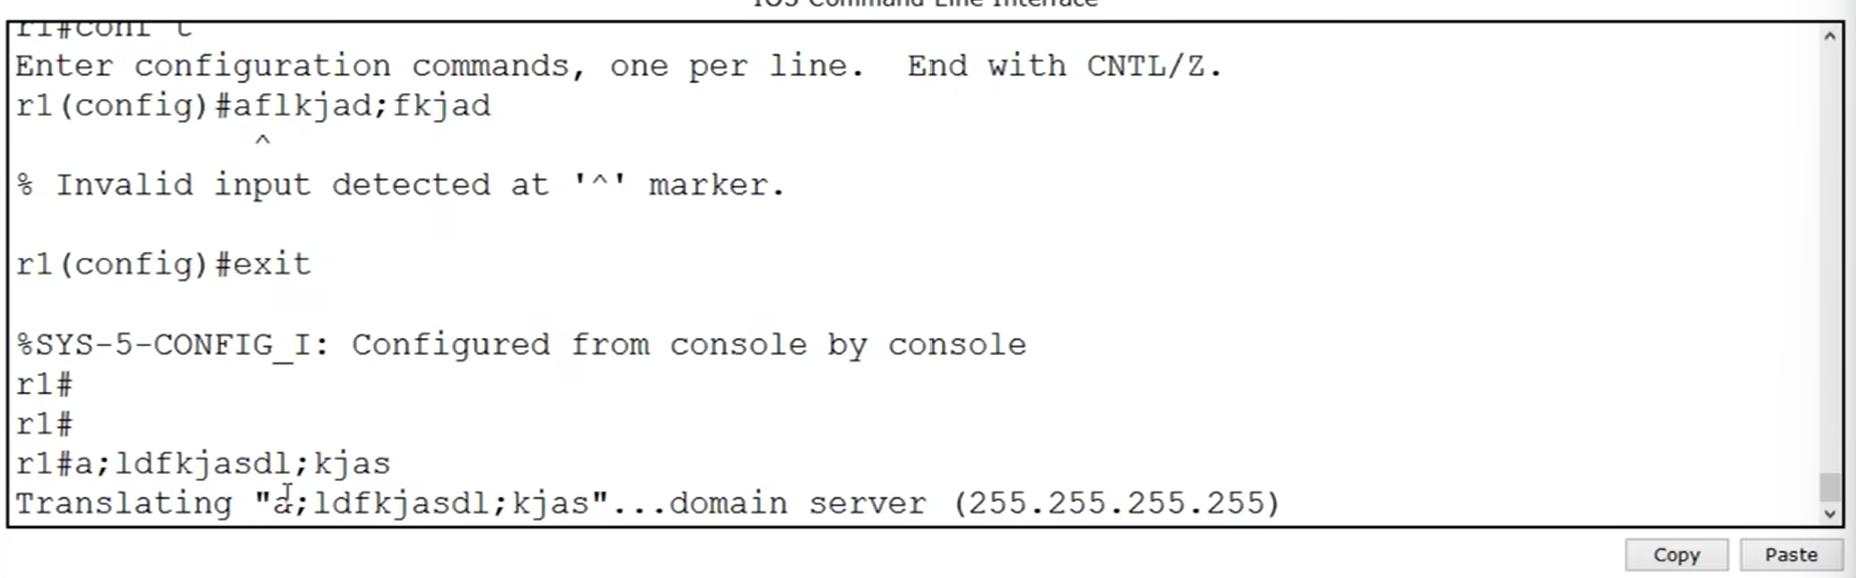 IOS Command Line Interface
r1#conf t
Enter configuration commands, one per line.  End with CNTL/Z.
r1(config)#aflkjad;fkjad
^
% Invalid input detected at '^' marker.
r1(config)#exit
%SYS-5-CONFIG_I: Configured from console by console
r1#
r1#
r1#a;ldfkjasdl;kjas
Translating "a;ldfkjasdl;kjas"...domain server (255.255.255.255)
Copy Paste